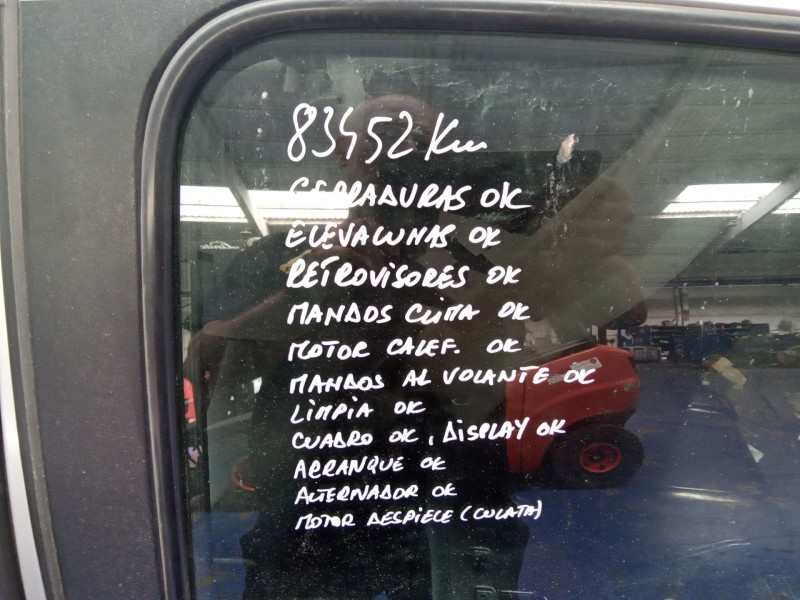 83452 Km
CERRADURAS OK
ELEVALUNAS OK
RETROVISORES OK
MANDOS CLIMA OK
MOTOR CALEF. OK
MANDOS AL VOLANTE OK
LIMPIA OK
CUADRO OK, DISPLAY OK
ARRANQUE OK
ALTERNADOR OK
MOTOR DESPIECE (CULATA)